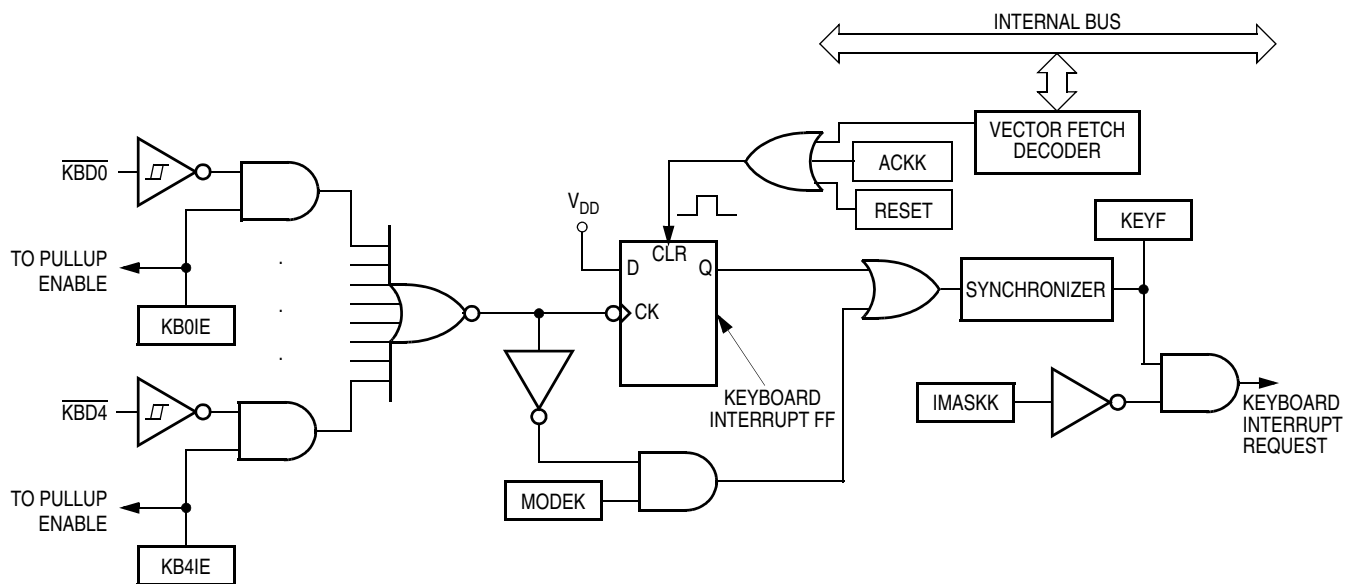 INTERNAL BUS
VECTOR FETCH
DECODER
ACKK
RESET
KBD0
V_DD
KEYF
CLR
D
Q
CK
TO PULLUP
ENABLE
KB0IE
SYNCHRONIZER
KEYBOARD
INTERRUPT FF
KBD4
IMASKK
KEYBOARD
INTERRUPT
REQUEST
MODEK
TO PULLUP
ENABLE
KB4IE